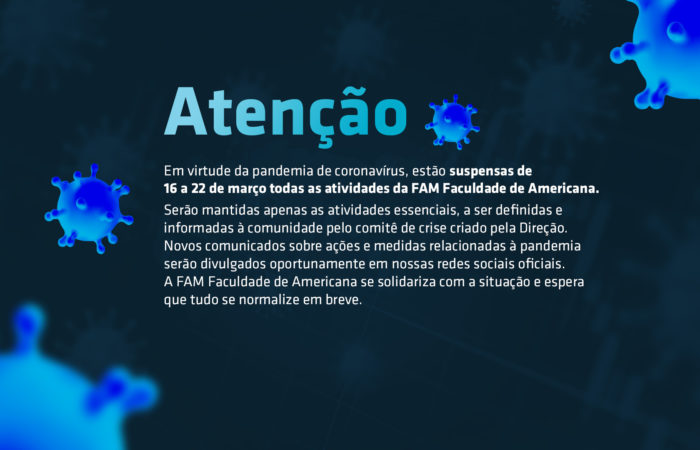 Atenção
Em virtude da pandemia de coronavírus, estão suspensas de
16 a 22 de março todas as atividades da FAM Faculdade de Americana.
Serão mantidas apenas as atividades essenciais, a ser definidas e
informadas à comunidade pelo comitê de crise criado pela Direção.
Novos comunicados sobre ações e medidas relacionadas à pandemia
serão divulgados oportunamente em nossas redes sociais oficiais.
A FAM Faculdade de Americana se solidariza com a situação e espera
que tudo se normalize em breve.